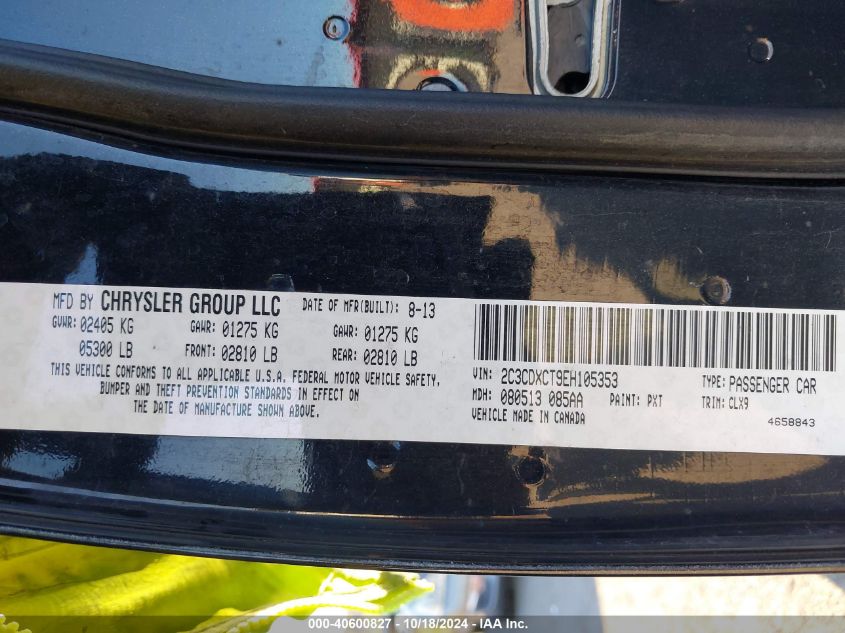 MFD BY CHRYSLER GROUP LLC DATE OF MFR(BUILT): 8-13
GVWR: 02405 KG GAWR: 01275 KG GAWR: 01275 KG
05300 LB FRONT: 02810 LB REAR: 02810 LB
THIS VEHICLE CONFORMS TO ALL APPLICABLE U.S.A. FEDERAL MOTOR VEHICLE SAFETY,
BUMPER AND THEFT PREVENTION STANDARDS IN EFFECT ON
THE DATE OF MANUFACTURE SHOWN ABOVE.
VIN: 2C3CDXCT9EH105353 TYPE: PASSENGER CAR
MDH: 080513 085AA PAINT: PXT TRIM: CLX9
VEHICLE MADE IN CANADA 4658843
000-40600827 - 10/18/2024 - IAA Inc.